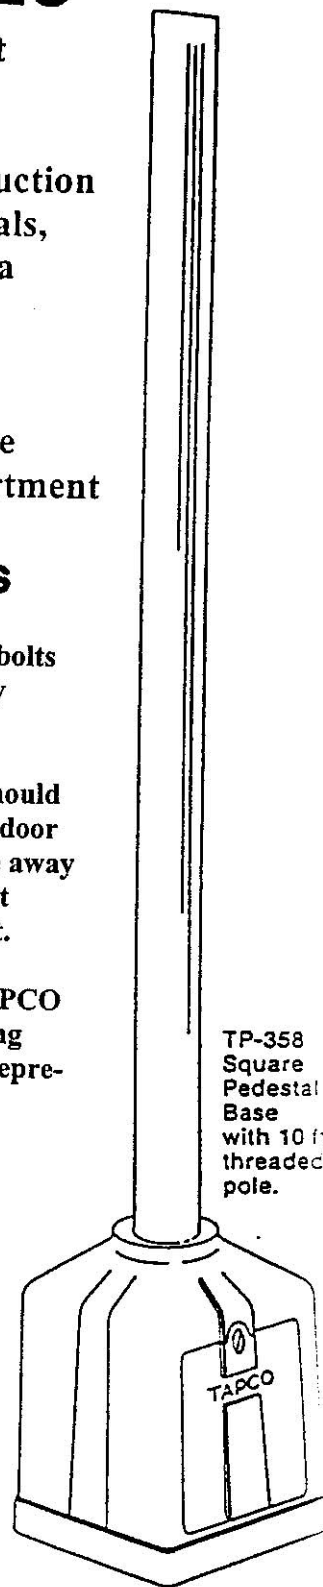 t
uction
als,
a
e
rtment
s
bolts
y
hould
door
away
t
t.
PCO
ng
epre-
TP-358
Square
Pedestal
Base
with 10 f
threaded
pole.
TAPCO